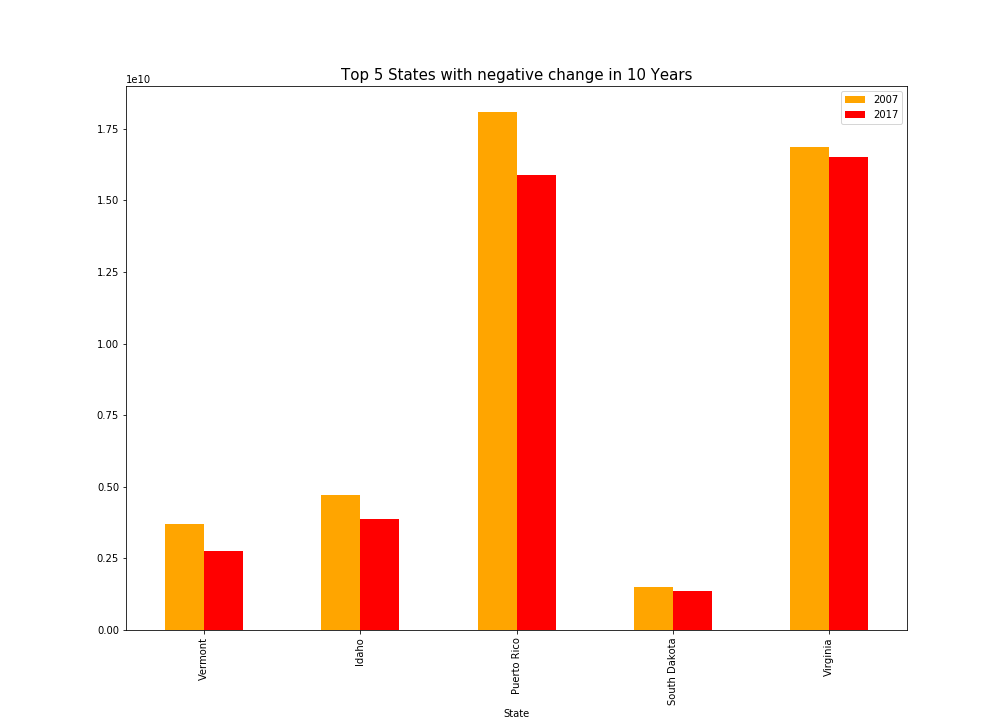 Top 5 States with negative change in 10 Years
1e10
2007
2017
1.75
1.50
1.25
1.00
0.75
0.50
0.25
0.00
Vermont
Idaho
Puerto Rico
South Dakota
Virginia
State